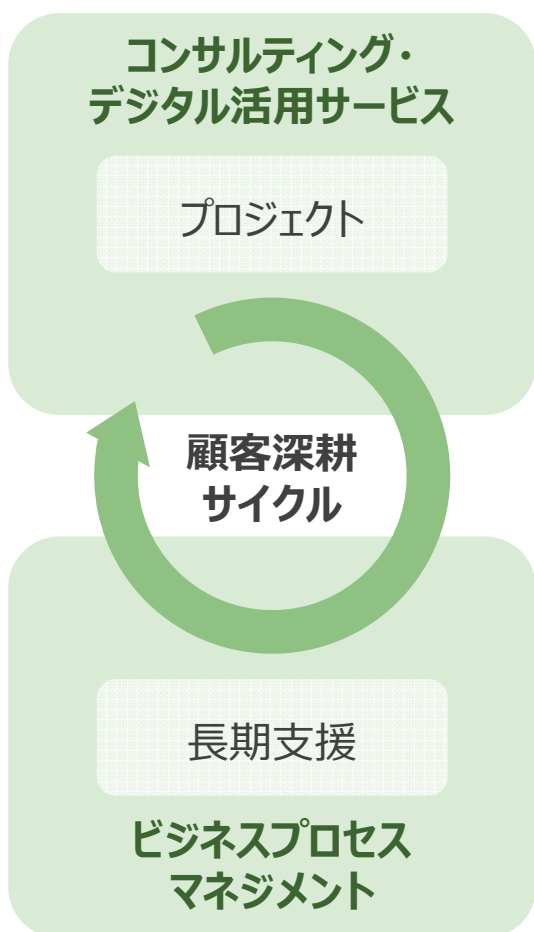 コンサルティング・
デジタル活用サービス
プロジェクト
顧客深耕
サイクル
長期支援
ビジネスプロセス
マネジメント